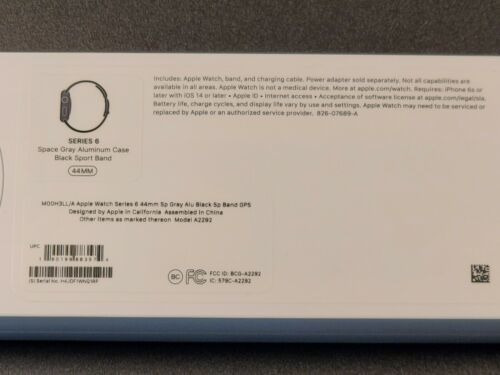 SERIES 6
Space Gray Aluminum Case
Black Sport Band
44MM
Includes: Apple Watch, band, and charging cable. Power adapter sold separately. Not all capabilities are
available in all areas. Apple Watch is not a medical device. More at apple.com/watch. Requires: iPhone 6s or
later with iOS 14 or later • Apple ID • Internet access • Acceptance of software license at apple.com/legal/sla.
Battery life, charge cycles, and display life vary by use and settings. Apple Watch may need to be serviced or
replaced by Apple or an authorized service provider. 826-07689-A
M00H3LL/A Apple Watch Series 6 44mm Sp Gray Alu Black Sp Band GPS
Designed by Apple in California Assembled in China
Other items as marked thereon Model A2292
UPC
(S) Serial No.
BC FC FCC ID: BCG-A2292
IC: 579C-A2292